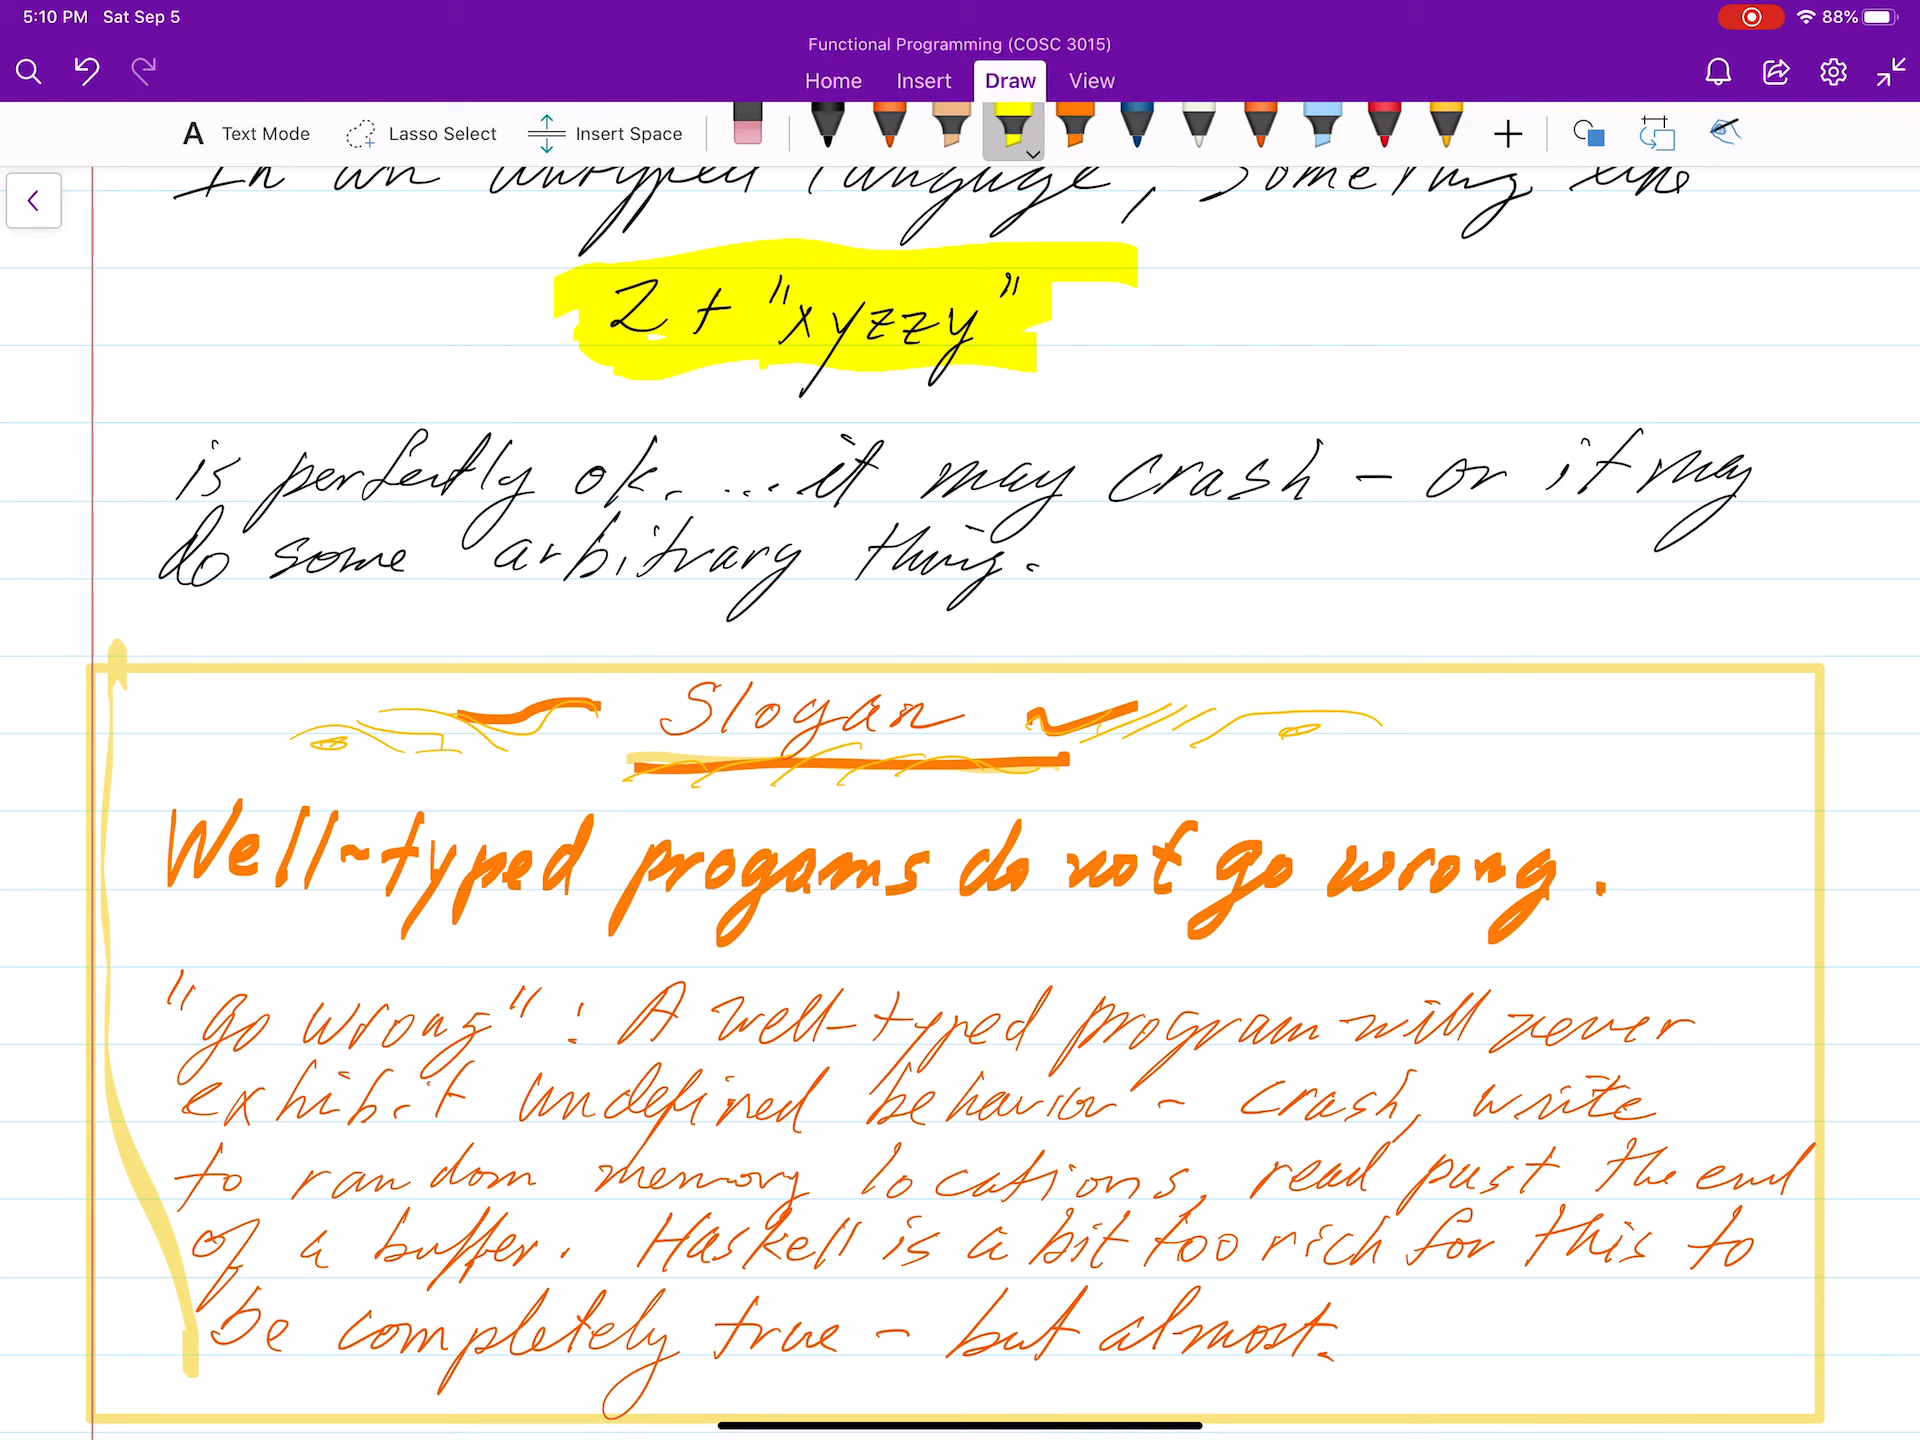 5:10 PM Sat Sep 5
88%
Functional Programming (COSC 3015)
Home Insert Draw View
A Text Mode Lasso Select Insert Space
In an untyped language, something like
2 + "xyzzy"
is perfectly ok. ... it may crash - or it may
do some arbitrary thing.
Slogan
Well-typed progams do not go wrong.
"go wrong": A well-typed program will never
exhibit undefined behavior - crash, write
to random memory locations, read past the end
of a buffer. Haskell is a bit too rich for this to
be completely true - but almost.